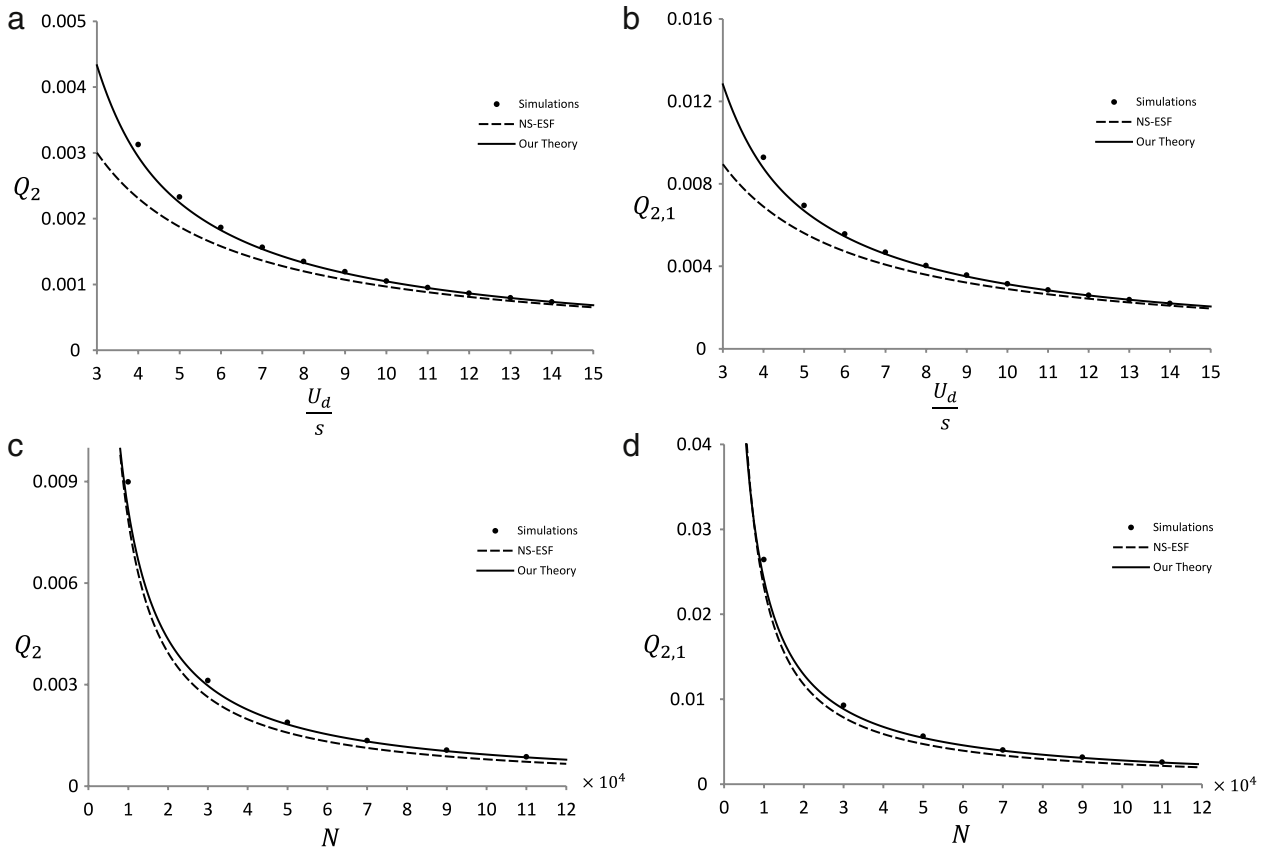 a
0.005
0.004
0.003
0.002
0.001
0
Q2
Simulations
NS-ESF
Our Theory
3 4 5 6 7 8 9 10 11 12 13 14 15
Ud
s
b
0.016
0.012
0.008
0.004
0
Q2,1
Simulations
NS-ESF
Our Theory
3 4 5 6 7 8 9 10 11 12 13 14 15
Ud
s
c
0.009
0.006
0.003
0
Q2
Simulations
NS-ESF
Our Theory
0 1 2 3 4 5 6 7 8 9 10 11 12
× 10⁴
N
d
0.04
0.03
0.02
0.01
0
Q2,1
Simulations
NS-ESF
Our Theory
0 1 2 3 4 5 6 7 8 9 10 11 12
× 10⁴
N